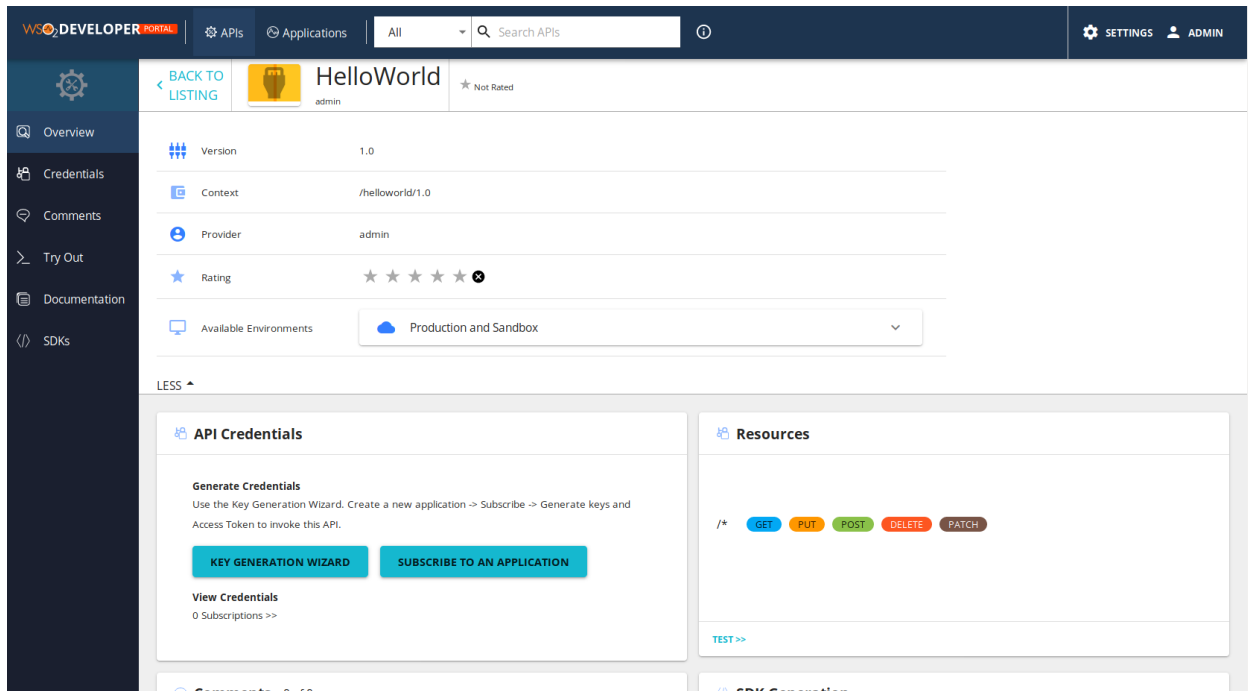 WSO2 DEVELOPER PORTAL
APIs
Applications
All
Search APIs
SETTINGS
ADMIN
BACK TO
LISTING
HelloWorld
admin
Not Rated
Overview
Credentials
Comments
Try Out
Documentation
SDKs
Version 1.0
Context /helloworld/1.0
Provider admin
Rating
Available Environments Production and Sandbox
LESS
API Credentials
Generate Credentials
Use the Key Generation Wizard. Create a new application -> Subscribe -> Generate keys and
Access Token to invoke this API.
KEY GENERATION WIZARD
SUBSCRIBE TO AN APPLICATION
View Credentials
0 Subscriptions >>
Resources
/* GET PUT POST DELETE PATCH
TEST >>
Comments
SDK Generation